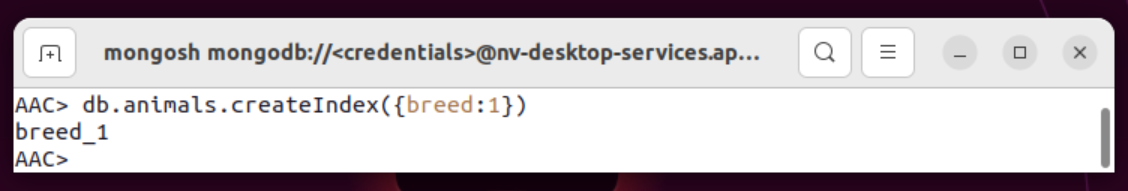 mongosh mongodb://<credentials>@nv-desktop-services.ap...
AAC> db.animals.createIndex({breed:1})
breed_1
AAC>